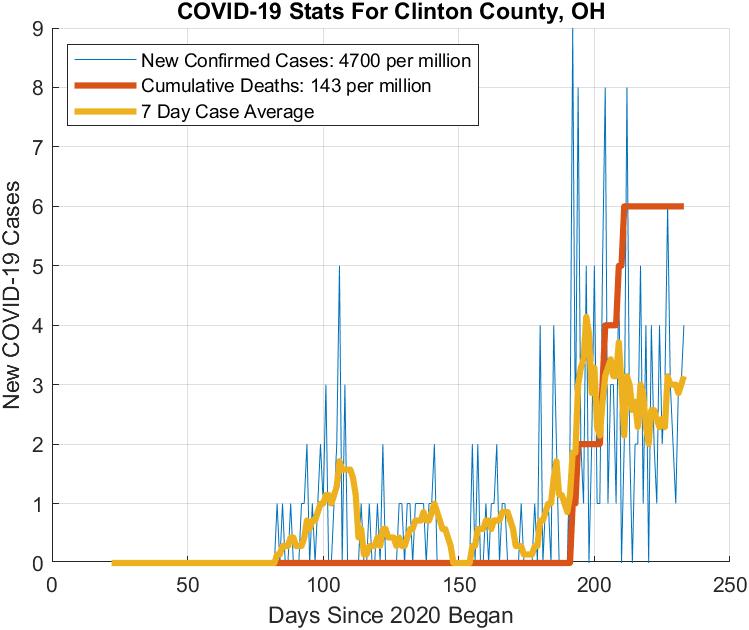 COVID-19 Stats For Clinton County, OH
New Confirmed Cases: 4700 per million
Cumulative Deaths: 143 per million
7 Day Case Average
New COVID-19 Cases
9
8
7
6
5
4
3
2
1
0
0 50 100 150 200 250
Days Since 2020 Began